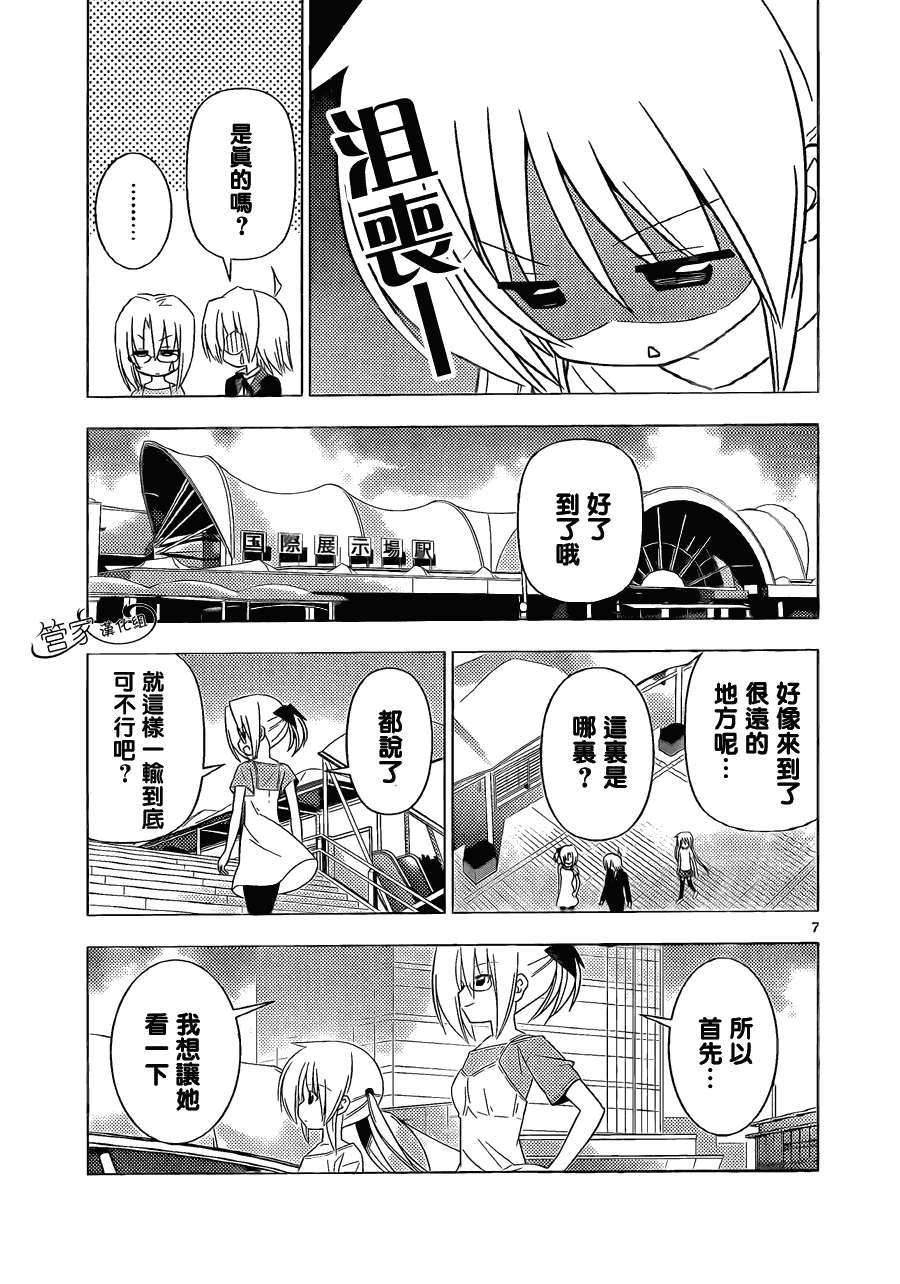 沮喪ー
是真的嗎？
………
好了
到了哦
国際展示場駅
管家漢化組
好像來到了
很遠的
地方呢…
這裏是
哪裏？
都說了
就這樣一輸到底
可不行吧？
7
所以
首先…
我想讓她
看一下